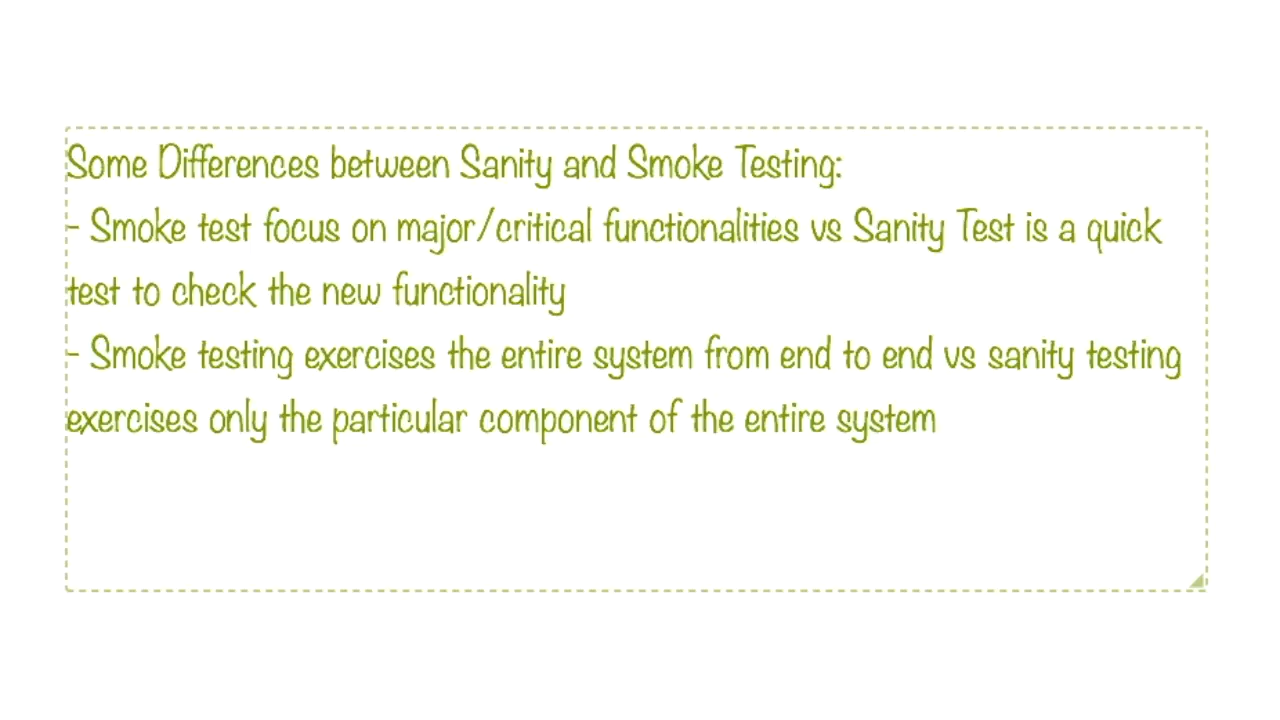 Some Differences between Sanity and Smoke Testing:
- Smoke test focus on major/critical functionalities vs Sanity Test is a quick
test to check the new functionality
- Smoke testing exercises the entire system from end to end vs sanity testing
exercises only the particular component of the entire system